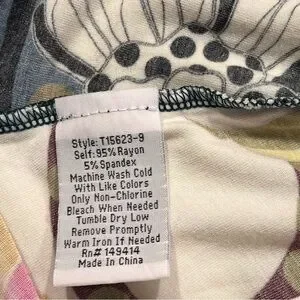 Style: T15623-9
Self: 95% Rayon
5% Spandex
Machine Wash Cold
With Like Colors
Only Non-Chlorine
Bleach When Needed
Tumble Dry Low
Remove Promptly
Warm Iron If Needed
Rn# 149414
Made In China